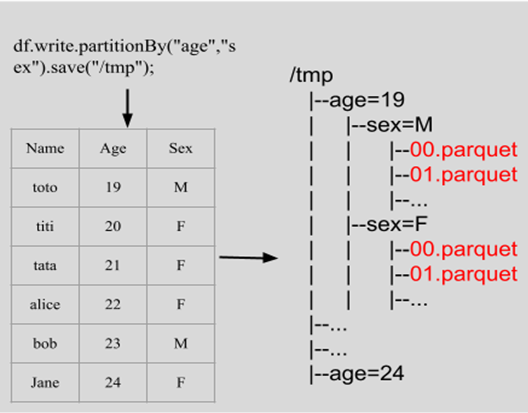 df.write.partitionBy("age","s
ex").save("/tmp");
Name Age Sex
toto 19 M
titi 20 F
tata 21 F
alice 22 F
bob 23 M
Jane 24 F
/tmp
|--age=19
| |--sex=M
| | |--00.parquet
| | |--01.parquet
| | |--...
| |--sex=F
| | |--00.parquet
| | |--01.parquet
| | |--...
|--...
|--...
|--age=24